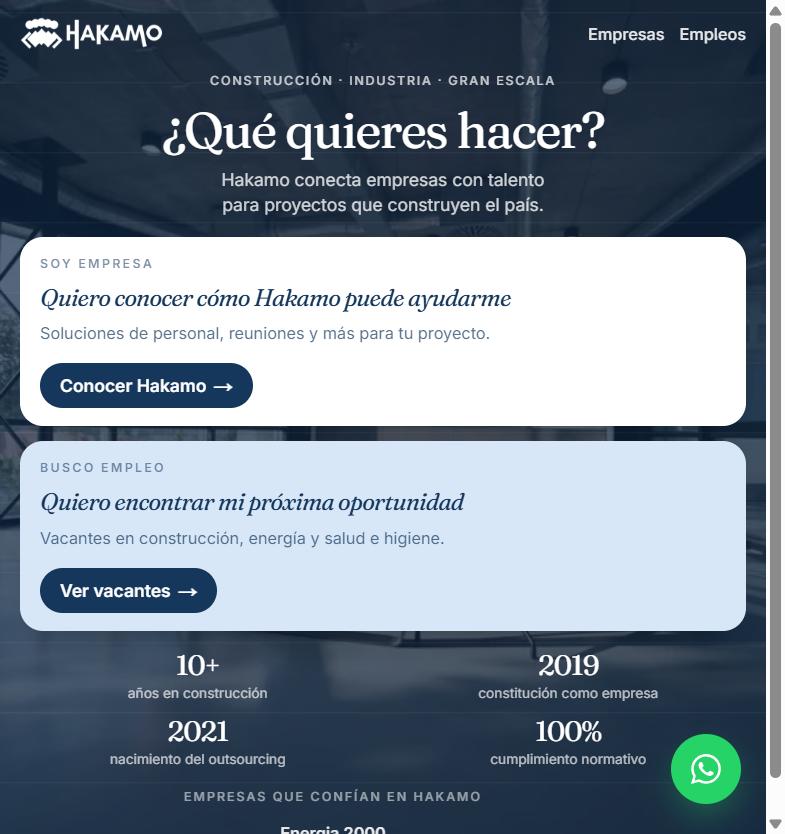 HAKAMO
Empresas Empleos
CONSTRUCCIÓN · INDUSTRIA · GRAN ESCALA
¿Qué quieres hacer?
Hakamo conecta empresas con talento
para proyectos que construyen el país.
SOY EMPRESA
Quiero conocer cómo Hakamo puede ayudarme
Soluciones de personal, reuniones y más para tu proyecto.
Conocer Hakamo →
BUSCO EMPLEO
Quiero encontrar mi próxima oportunidad
Vacantes en construcción, energía y salud e higiene.
Ver vacantes →
10+
años en construcción
2019
constitución como empresa
2021
nacimiento del outsourcing
100%
cumplimiento normativo
EMPRESAS QUE CONFÍAN EN HAKAMO
Energia 2000